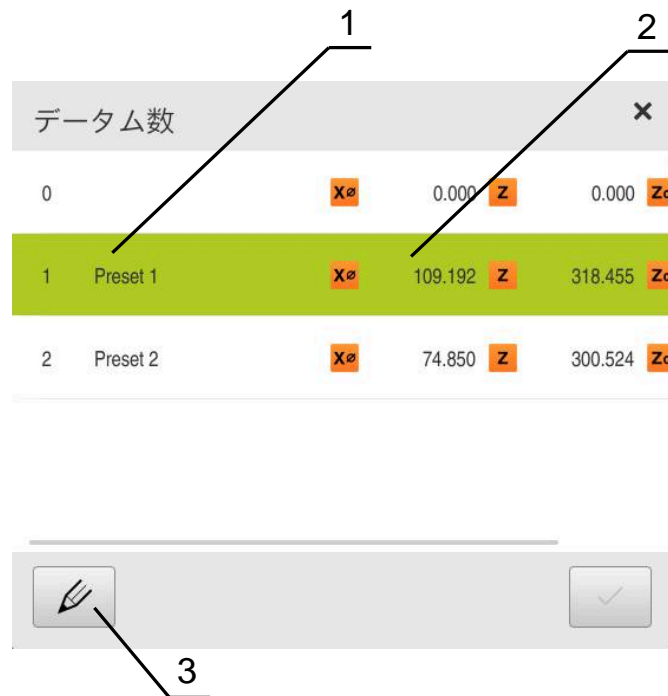 1 2
データム数 ×
0 X⌀ 0.000 Z 0.000 Z
1 Preset 1 X⌀ 109.192 Z 318.455 Z
2 Preset 2 X⌀ 74.850 Z 300.524 Z
3